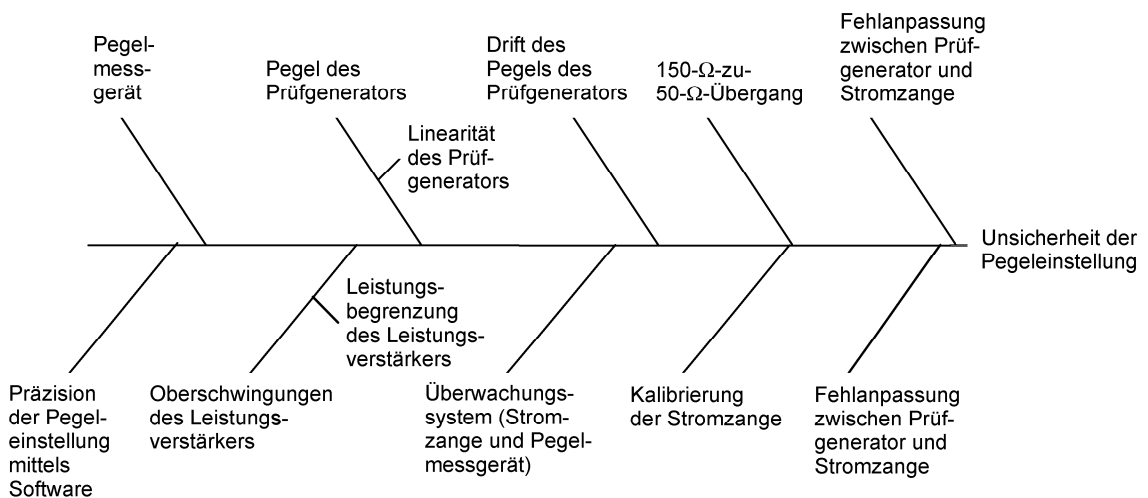 Pegel-
mess-
gerät
Pegel des
Prüfgenerators
Drift des
Pegels des
Prüfgenerators
150-Ω-zu-
50-Ω-Übergang
Fehlanpassung
zwischen Prüf-
generator und
Stromzange
Linearität
des Prüf-
generators
Unsicherheit der
Pegeleinstellung
Leistungs-
begrenzung
des Leistungs-
verstärkers
Präzision
der Pegel-
einstellung
mittels
Software
Oberschwingungen
des Leistungs-
verstärkers
Überwachungs-
system (Strom-
zange und Pegel-
messgerät)
Kalibrierung
der Stromzange
Fehlanpassung
zwischen Prüf-
generator und
Stromzange